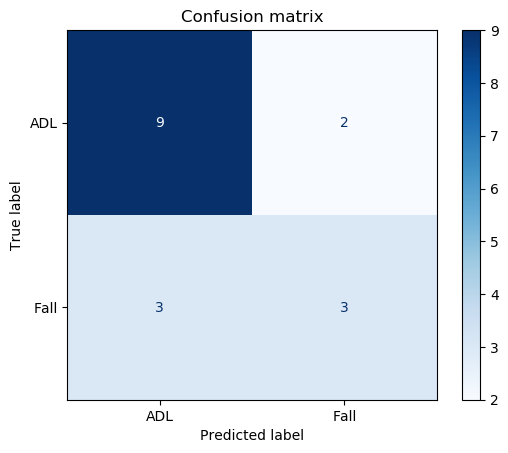 Confusion matrix
ADL
9
2
Fall
3
3
ADL
Fall
True label
Predicted label
9
8
7
6
5
4
3
2